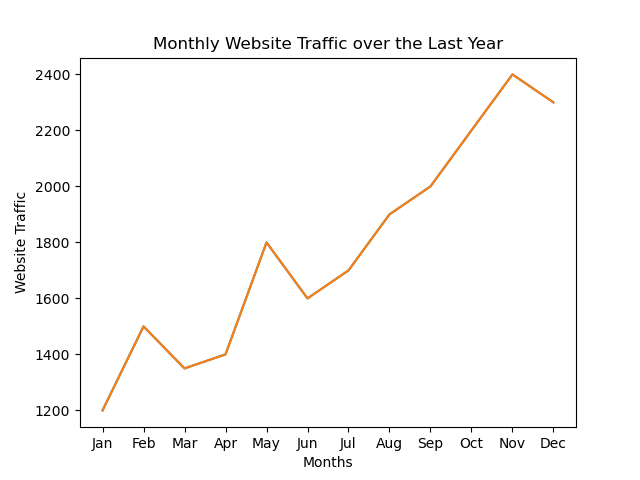 Monthly Website Traffic over the Last Year
2400
2200
2000
1800
1600
1400
1200
Website Traffic
Jan Feb Mar Apr May Jun Jul Aug Sep Oct Nov Dec
Months